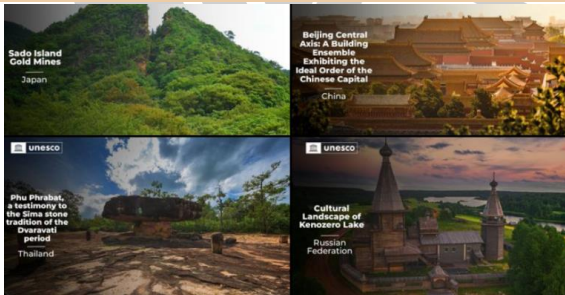 Sado Island
Gold Mines
Japan
Beijing Central
Axis: A Building
Ensemble
Exhibiting the
Ideal Order of the
Chinese Capital
China
unesco
Phu Phrabat,
a testimony to
the Sīma stone
tradition of the
Dvaravati
period
Thailand
unesco
Cultural
Landscape of
Kenozero Lake
Russian
Federation